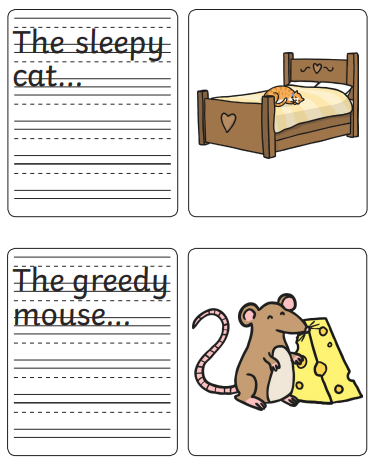 The sleepy
cat...
The greedy
mouse...